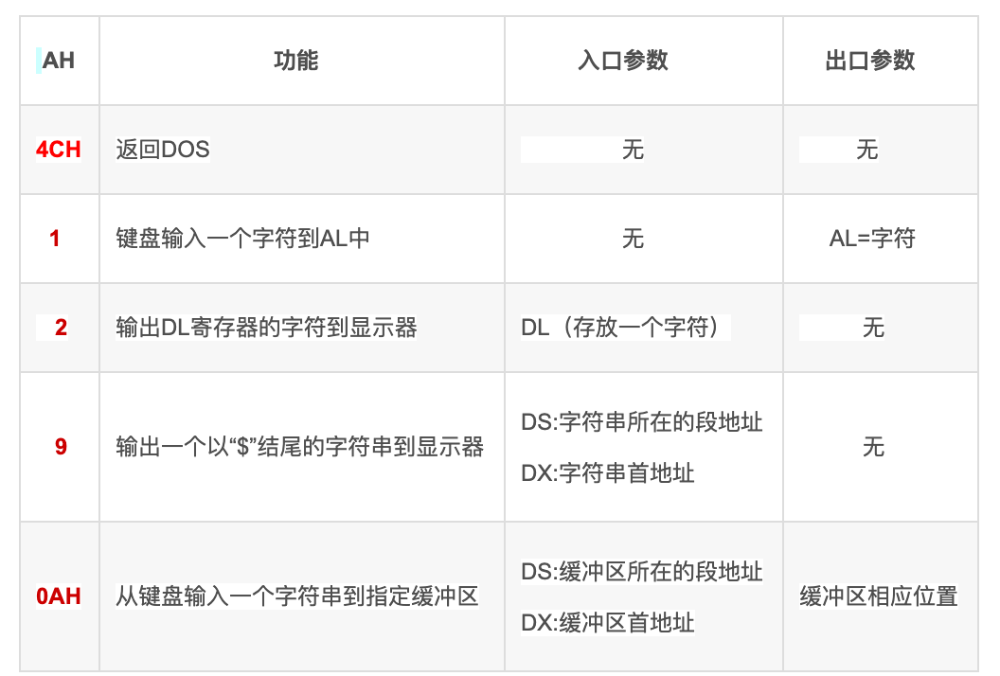 AH 功能 入口参数 出口参数
4CH 返回DOS 无 无
1 键盘输入一个字符到AL中 无 AL=字符
2 输出DL寄存器的字符到显示器 DL（存放一个字符） 无
9 输出一个以“$”结尾的字符串到显示器 DS:字符串所在的段地址 无
DX:字符串首地址
0AH 从键盘输入一个字符串到指定缓冲区 DS:缓冲区所在的段地址 缓冲区相应位置
DX:缓冲区首地址